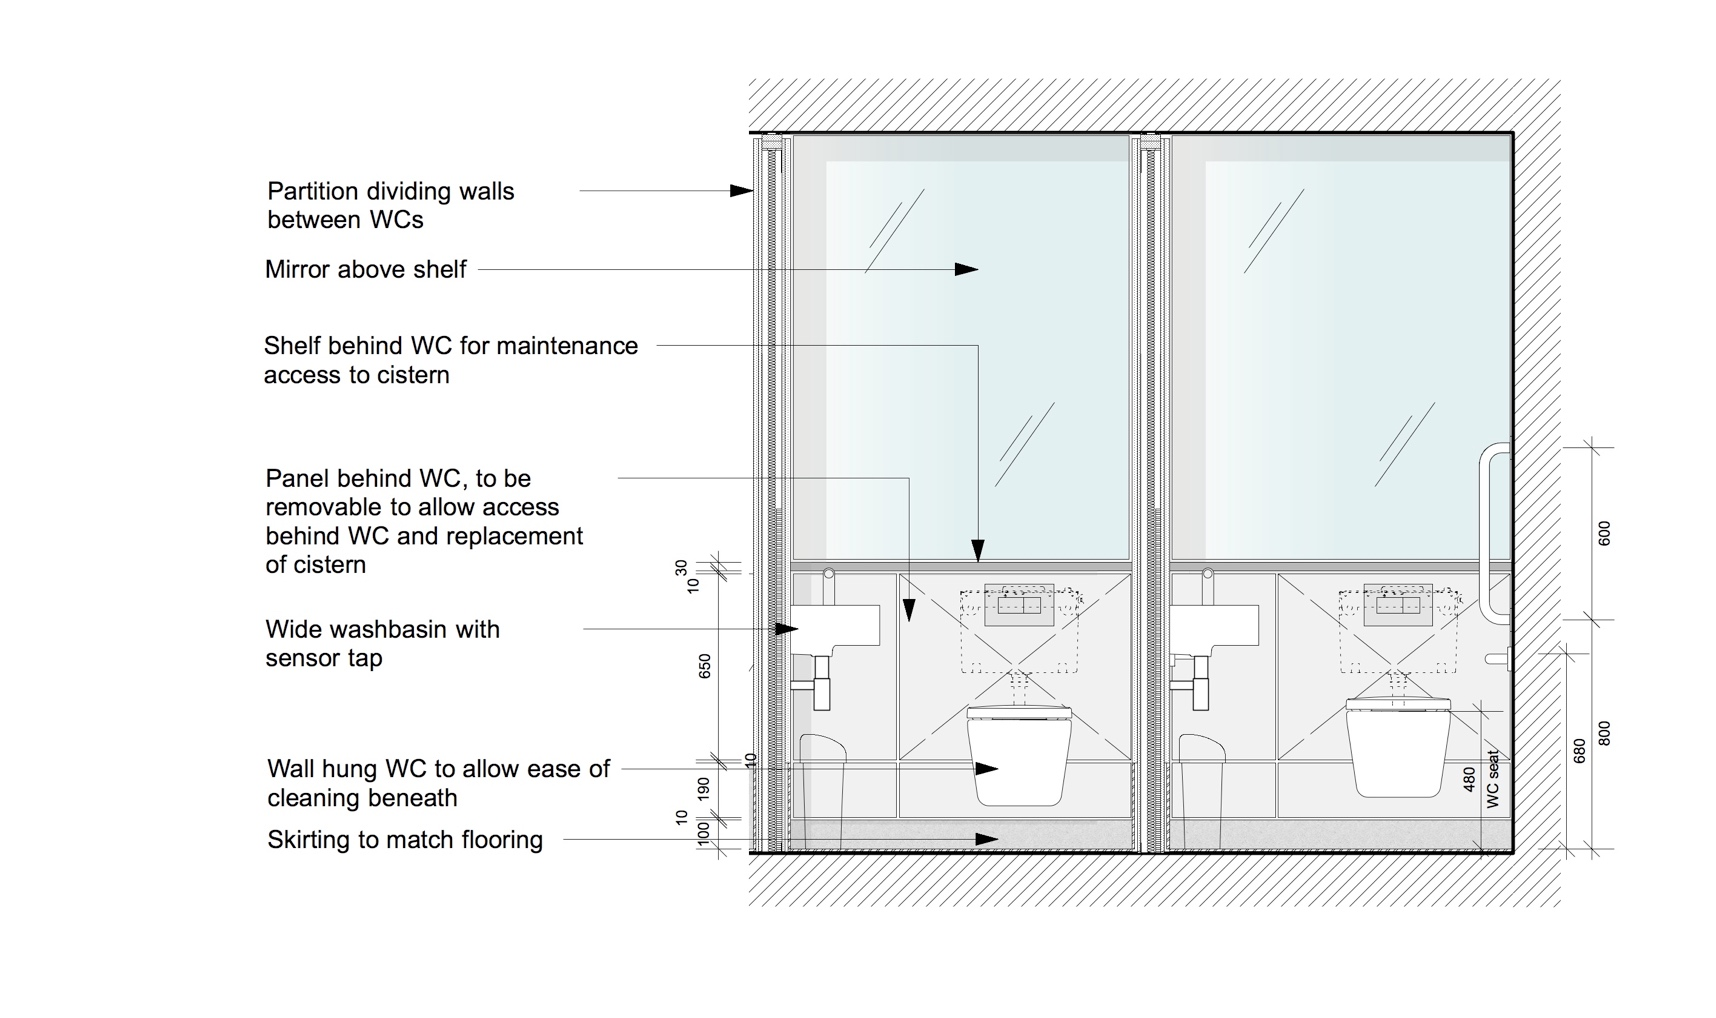 Partition dividing walls
between WCs
Mirror above shelf
Shelf behind WC for maintenance
access to cistern
Panel behind WC, to be
removable to allow access
behind WC and replacement
of cistern
Wide washbasin with
sensor tap
Wall hung WC to allow ease of
cleaning beneath
Skirting to match flooring
30
10
650
10
190
10
100
600
800
680
480
WC seat